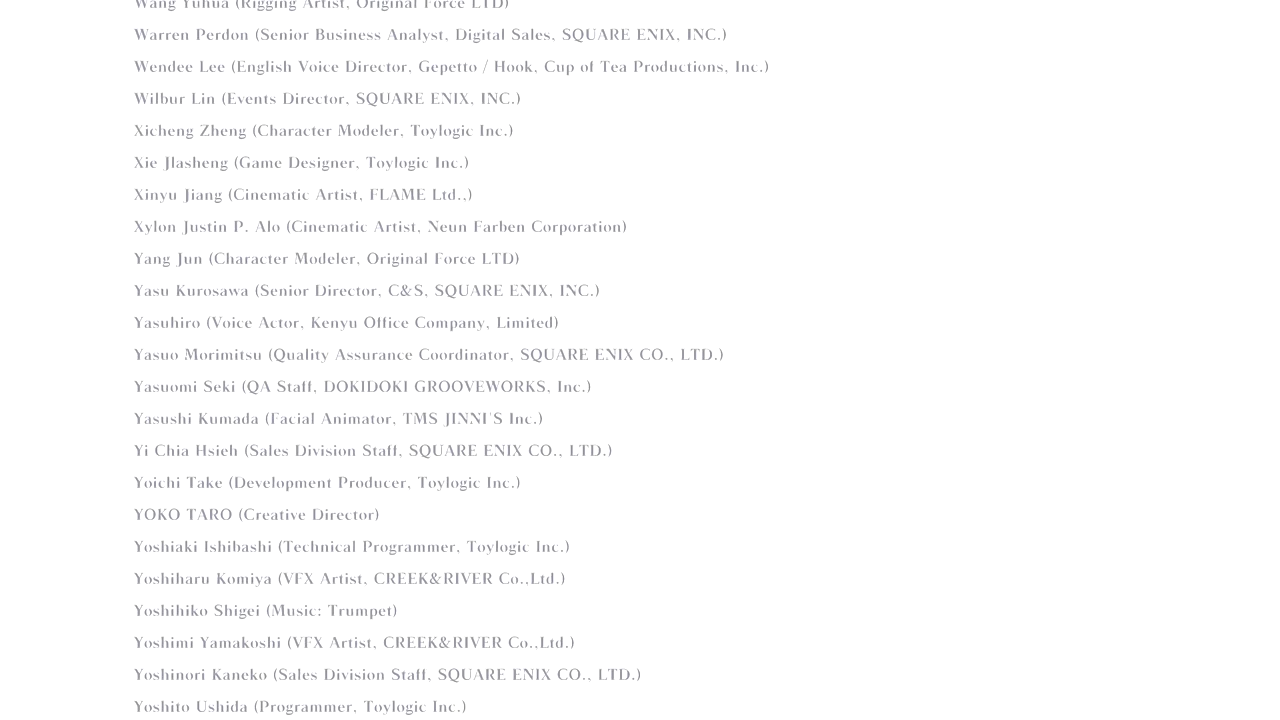 Wang Yuhua (Rigging Artist, Original Force LTD)
Warren Perdon (Senior Business Analyst, Digital Sales, SQUARE ENIX, INC.)
Wendee Lee (English Voice Director, Gepetto / Hook, Cup of Tea Productions, Inc.)
Wilbur Lin (Events Director, SQUARE ENIX, INC.)
Xicheng Zheng (Character Modeler, Toylogic Inc.)
Xie Jlasheng (Game Designer, Toylogic Inc.)
Xinyu Jiang (Cinematic Artist, FLAME Ltd.,)
Xylon Justin P. Alo (Cinematic Artist, Neun Farben Corporation)
Yang Jun (Character Modeler, Original Force LTD)
Yasu Kurosawa (Senior Director, C&S, SQUARE ENIX, INC.)
Yasuhiro (Voice Actor, Kenyu Office Company, Limited)
Yasuo Morimitsu (Quality Assurance Coordinator, SQUARE ENIX CO., LTD.)
Yasuomi Seki (QA Staff, DOKIDOKI GROOVEWORKS, Inc.)
Yasushi Kumada (Facial Animator, TMS JINNI'S Inc.)
Yi Chia Hsieh (Sales Division Staff, SQUARE ENIX CO., LTD.)
Yoichi Take (Development Producer, Toylogic Inc.)
YOKO TARO (Creative Director)
Yoshiaki Ishibashi (Technical Programmer, Toylogic Inc.)
Yoshiharu Komiya (VFX Artist, CREEK&RIVER Co.,Ltd.)
Yoshihiko Shigei (Music: Trumpet)
Yoshimi Yamakoshi (VFX Artist, CREEK&RIVER Co.,Ltd.)
Yoshinori Kaneko (Sales Division Staff, SQUARE ENIX CO., LTD.)
Yoshito Ushida (Programmer, Toylogic Inc.)